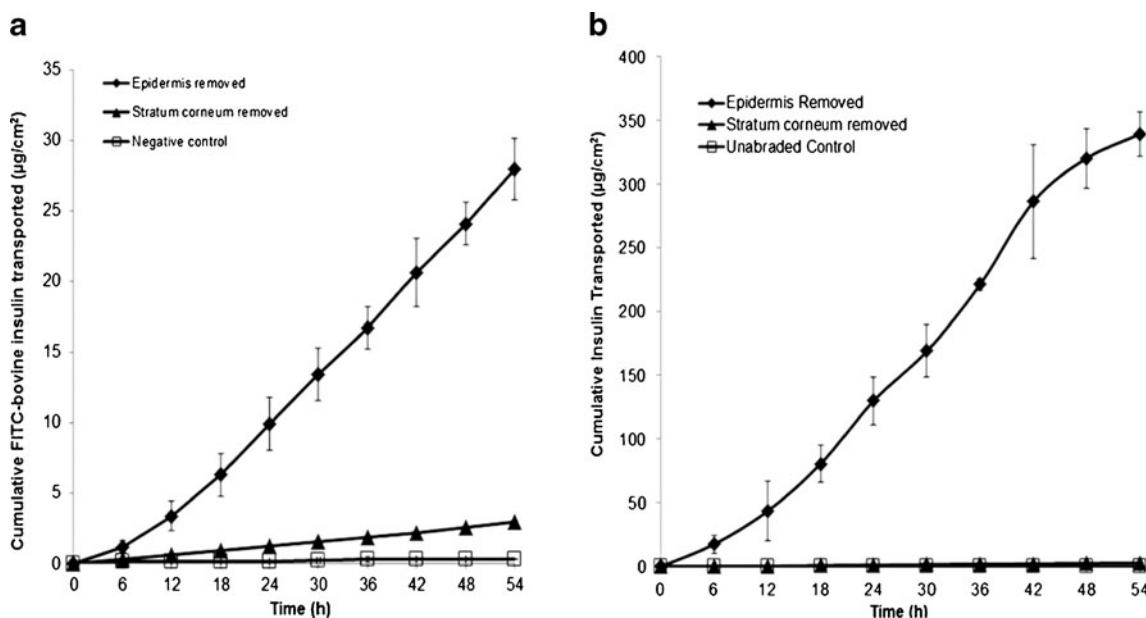 a
Cumulative FITC-bovine insulin transported (µg/cm²)
35
30
25
20
15
10
5
0
Epidermis removed
Stratum corneum removed
Negative control
0 6 12 18 24 30 36 42 48 54
Time (h)
b
Cumulative Insulin Transported (µg/cm²)
400
350
300
250
200
150
100
50
0
Epidermis Removed
Stratum corneum removed
Unabraded Control
0 6 12 18 24 30 36 42 48 54
Time (h)